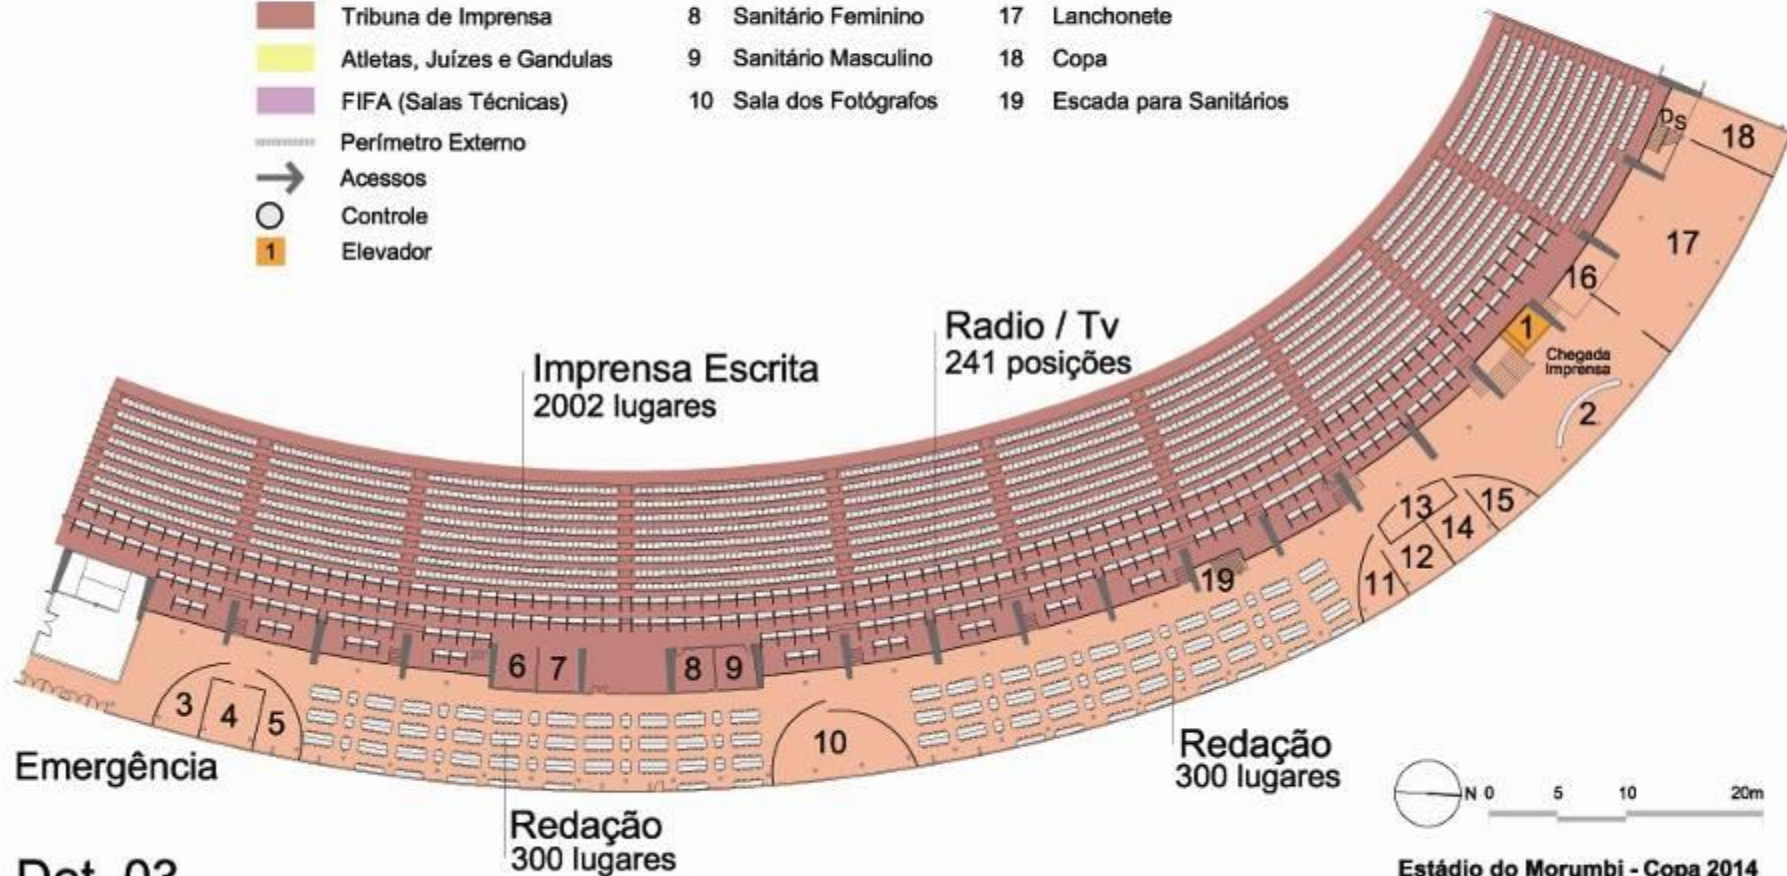 Tribuna de Imprensa
Atletas, Juízes e Gandulas
FIFA (Salas Técnicas)
Perímetro Externo
Acessos
Controle
1 Elevador
8 Sanitário Feminino
9 Sanitário Masculino
10 Sala dos Fotógrafos
17 Lanchonete
18 Copa
19 Escada para Sanitários
DS
18
17
16
1
Chegada
Imprensa
2
Radio / Tv
241 posições
Imprensa Escrita
2002 lugares
13
15
14
12
11
19
6
7
8
9
3
4
5
10
Emergência
Redação
300 lugares
Redação
300 lugares
N 0 5 10 20m
Estádio do Morumbi - Copa 2014